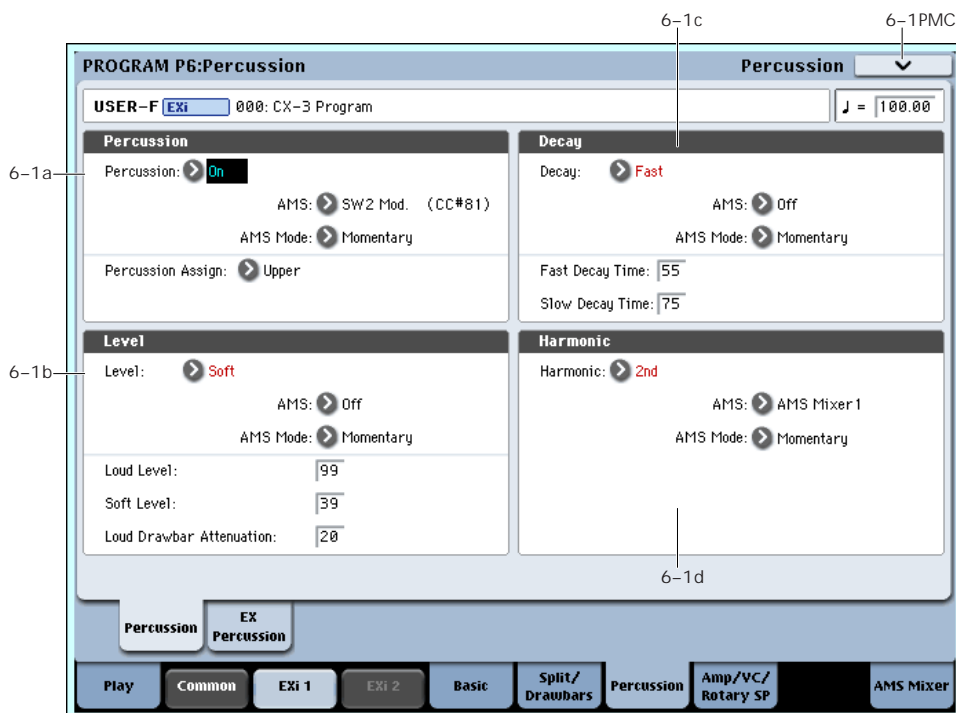 6-1c
6-1PMC
PROGRAM P6:Percussion
Percussion
USER-F EXi 000: CX-3 Program
♩ = 100.00
Percussion
6-1a
Percussion: On
AMS: SW2 Mod. (CC#81)
AMS Mode: Momentary
Percussion Assign: Upper
Decay
Decay: Fast
AMS: Off
AMS Mode: Momentary
Fast Decay Time: 55
Slow Decay Time: 75
Level
6-1b
Level: Soft
AMS: Off
AMS Mode: Momentary
Loud Level: 99
Soft Level: 39
Loud Drawbar Attenuation: 20
Harmonic
Harmonic: 2nd
AMS: AMS Mixer1
AMS Mode: Momentary
6-1d
Percussion
EX
Percussion
Play
Common
EXi 1
EXi 2
Basic
Split/
Drawbars
Percussion
Amp/VC/
Rotary SP
AMS Mixer